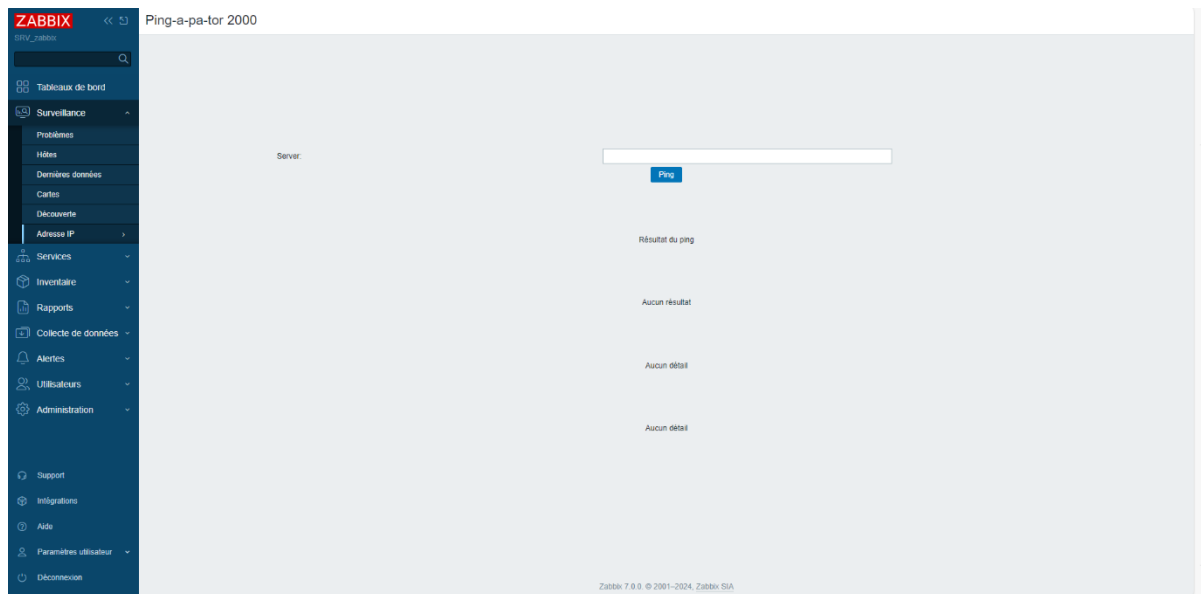 ZABBIX
SRV_zabbix
Tableaux de bord
Surveillance
Problèmes
Hôtes
Dernières données
Cartes
Découverte
Adresse IP
Services
Inventaire
Rapports
Collecte de données
Alertes
Utilisateurs
Administration
Support
Intégrations
Aide
Paramètres utilisateur
Déconnexion
Ping-a-pa-tor 2000
Server:
Ping
Résultat du ping
Aucun résultat
Aucun détail
Aucun détail
Zabbix 7.0.0. © 2001–2024, Zabbix SIA